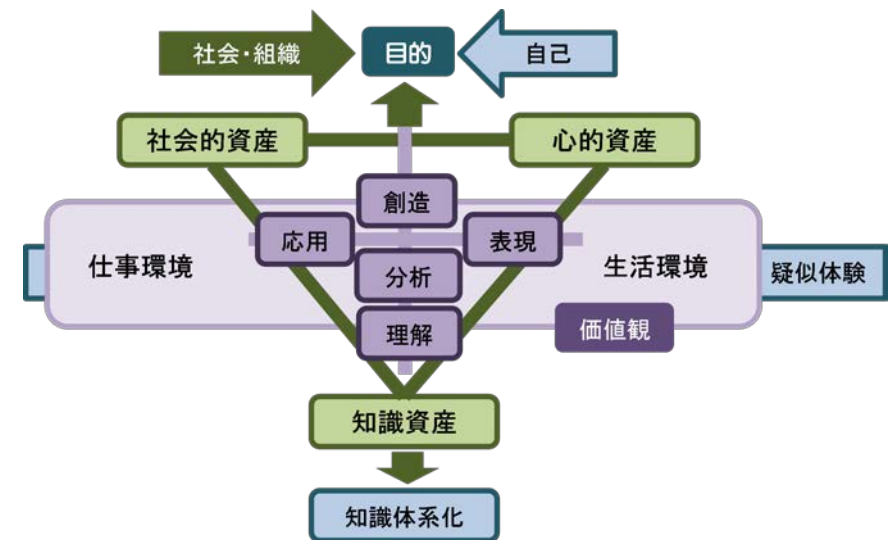 社会・組織
目的
自己
社会的資産
心的資産
創造
応用
表現
仕事環境
分析
生活環境
疑似体験
理解
価値観
知識資産
知識体系化